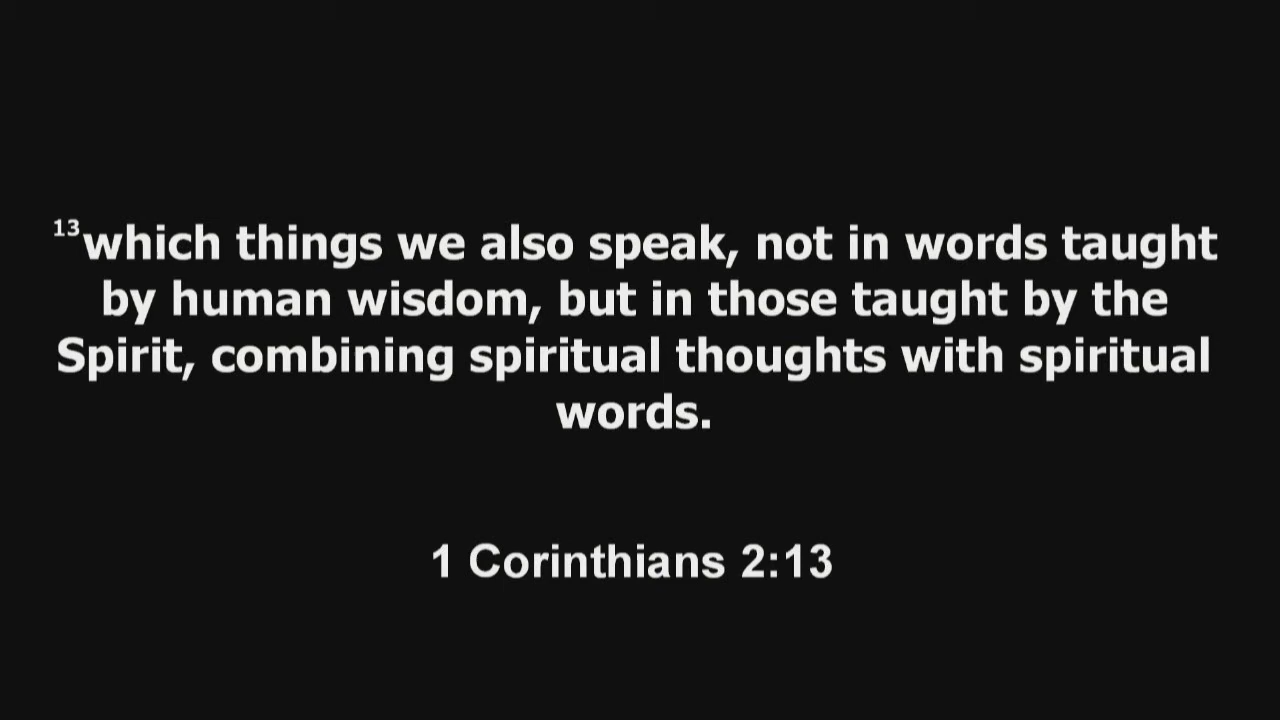 13which things we also speak, not in words taught
by human wisdom, but in those taught by the
Spirit, combining spiritual thoughts with spiritual
words.
1 Corinthians 2:13